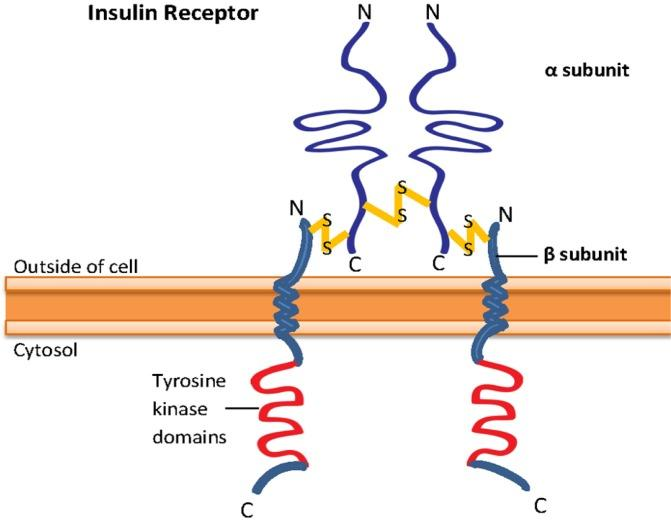 Insulin Receptor
N
N
α subunit
S
S
N
S
S
S
S
N
C
C
β subunit
Outside of cell
Cytosol
Tyrosine
kinase
domains
C
C